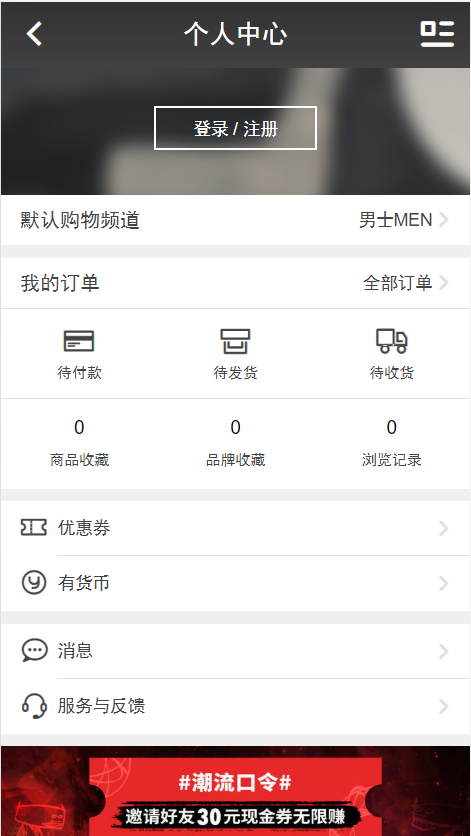 个人中心
登录 / 注册
默认购物频道 男士MEN
我的订单 全部订单
待付款 待发货 待收货
0 0 0
商品收藏 品牌收藏 浏览记录
优惠券
有货币
消息
服务与反馈
#潮流口令#
邀请好友30元现金券无限赚